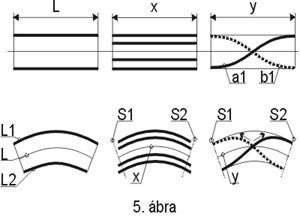 L x y
a1 b1
S1 S2 S1 S2
L1
L
L2
x y
5. ábra